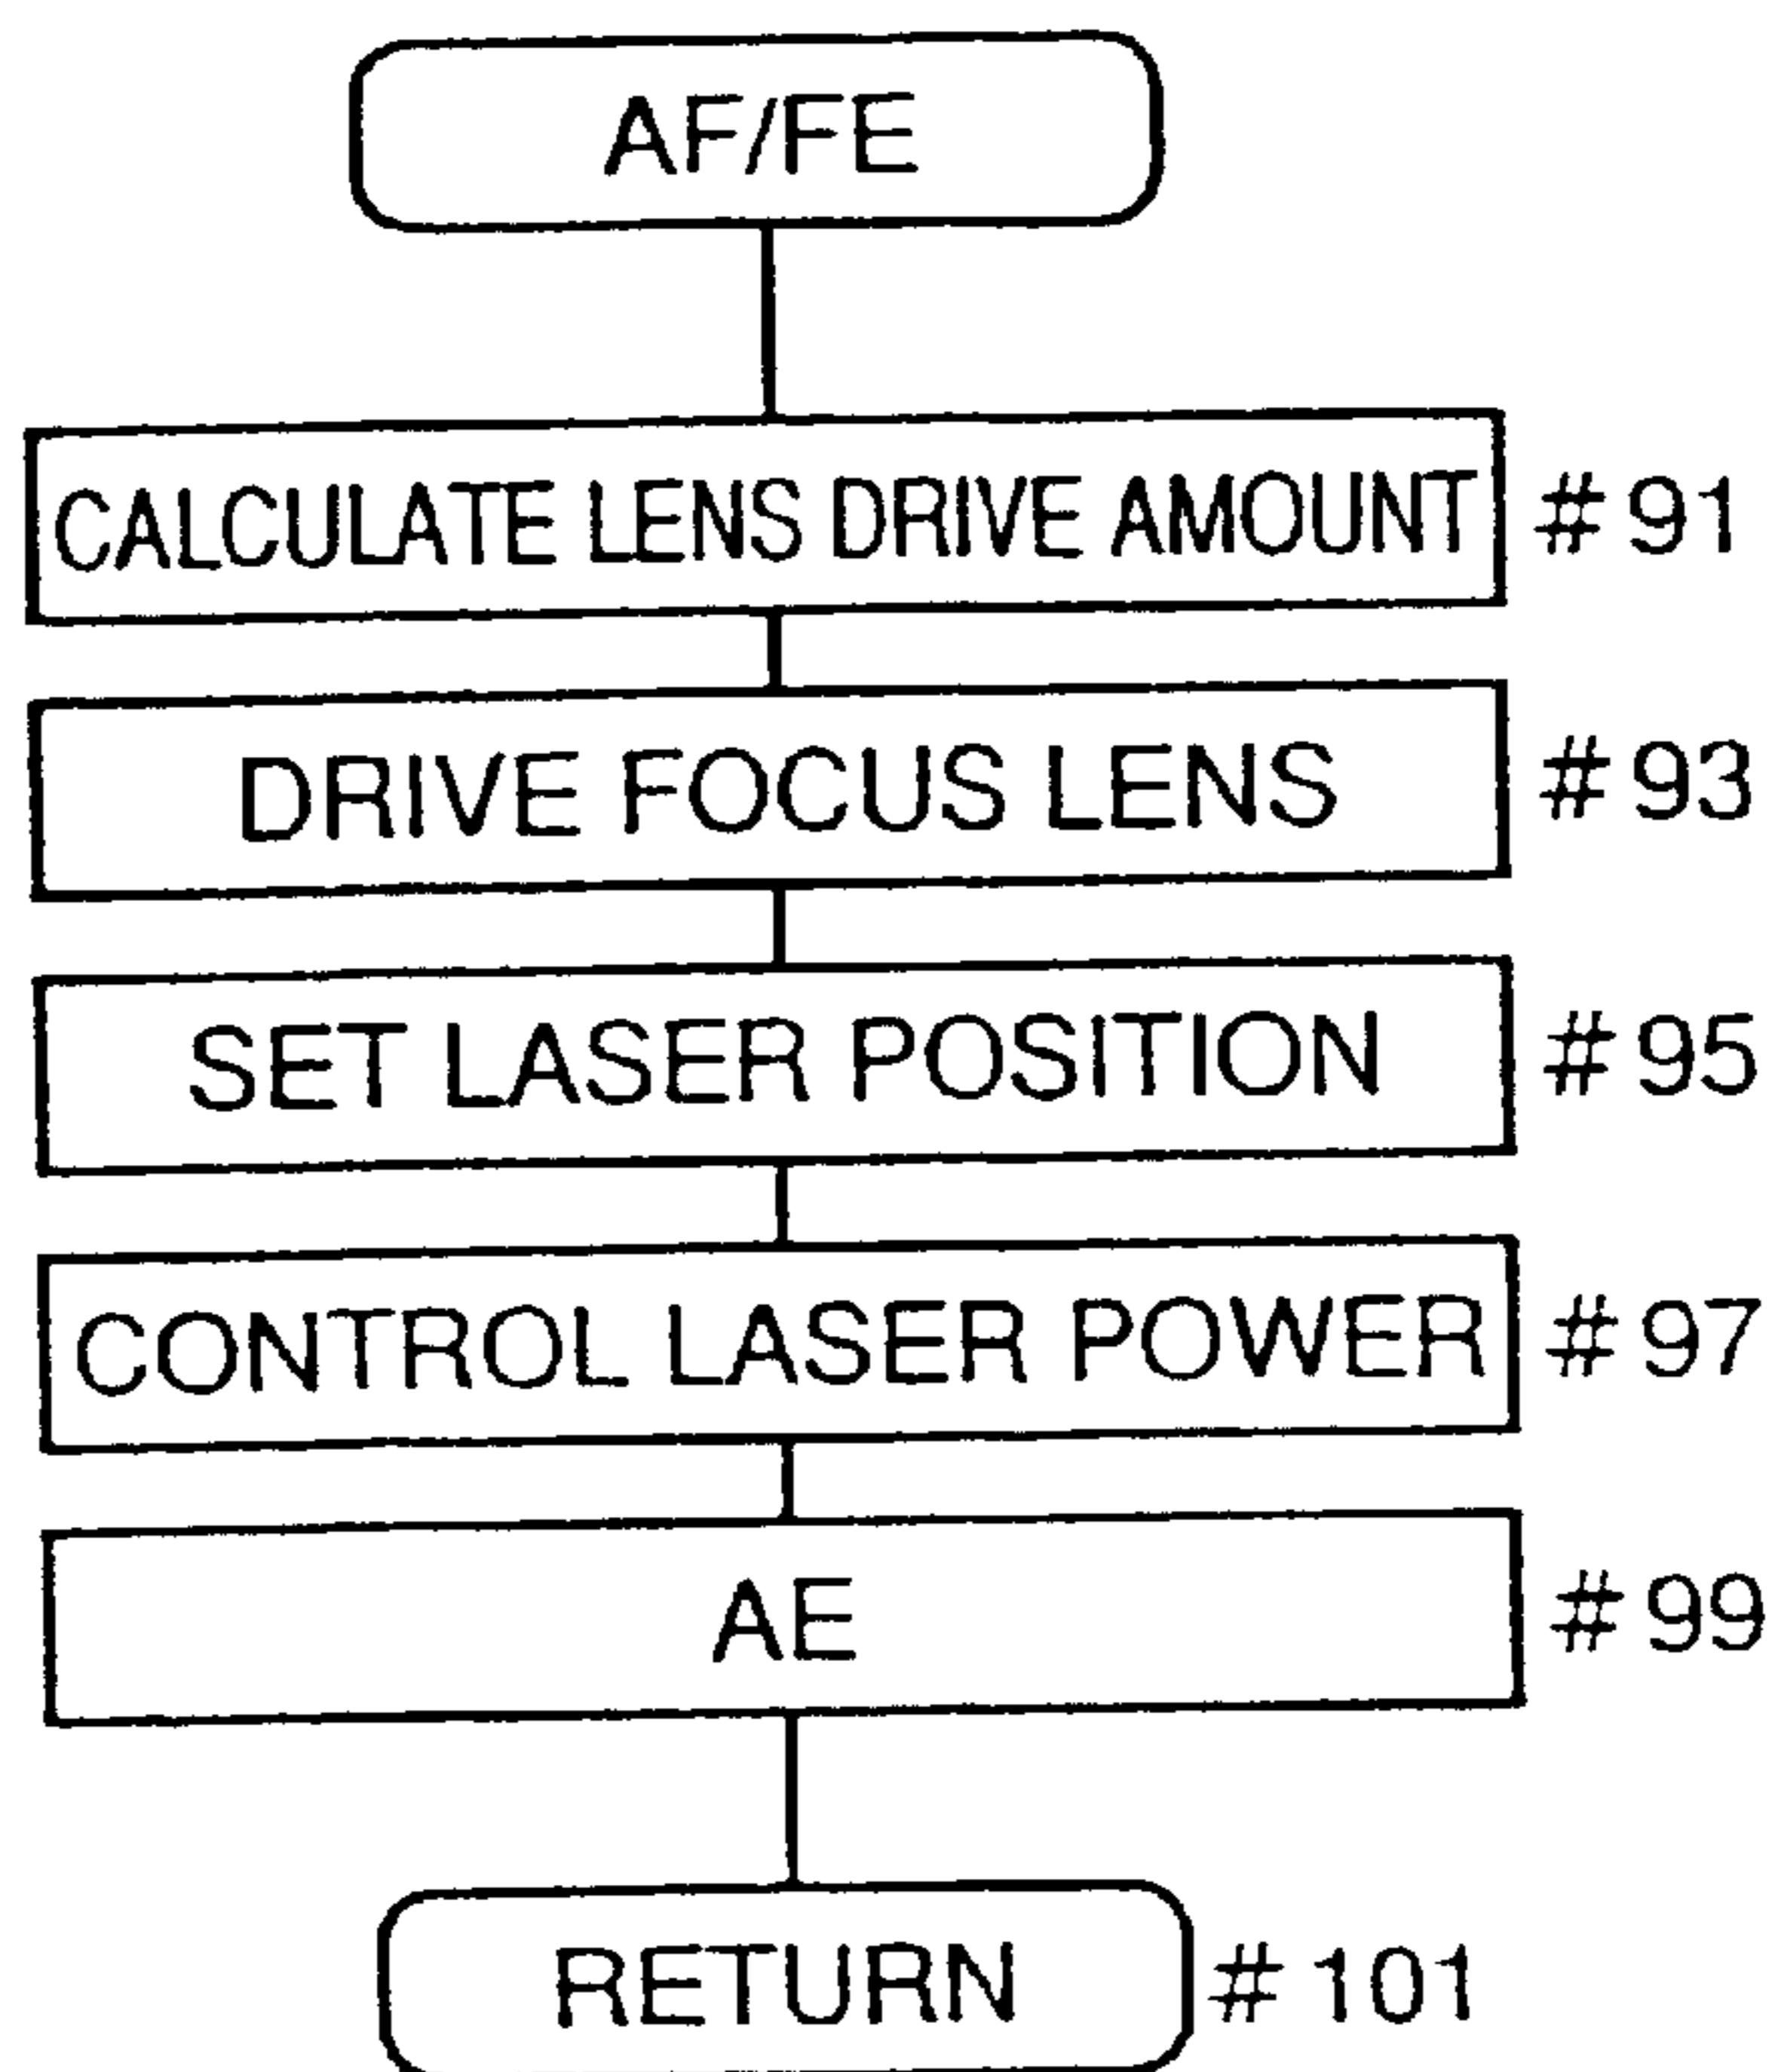 AF/FE
CALCULATE LENS DRIVE AMOUNT #91
DRIVE FOCUS LENS #93
SET LASER POSITION #95
CONTROL LASER POWER #97
AE #99
RETURN #101